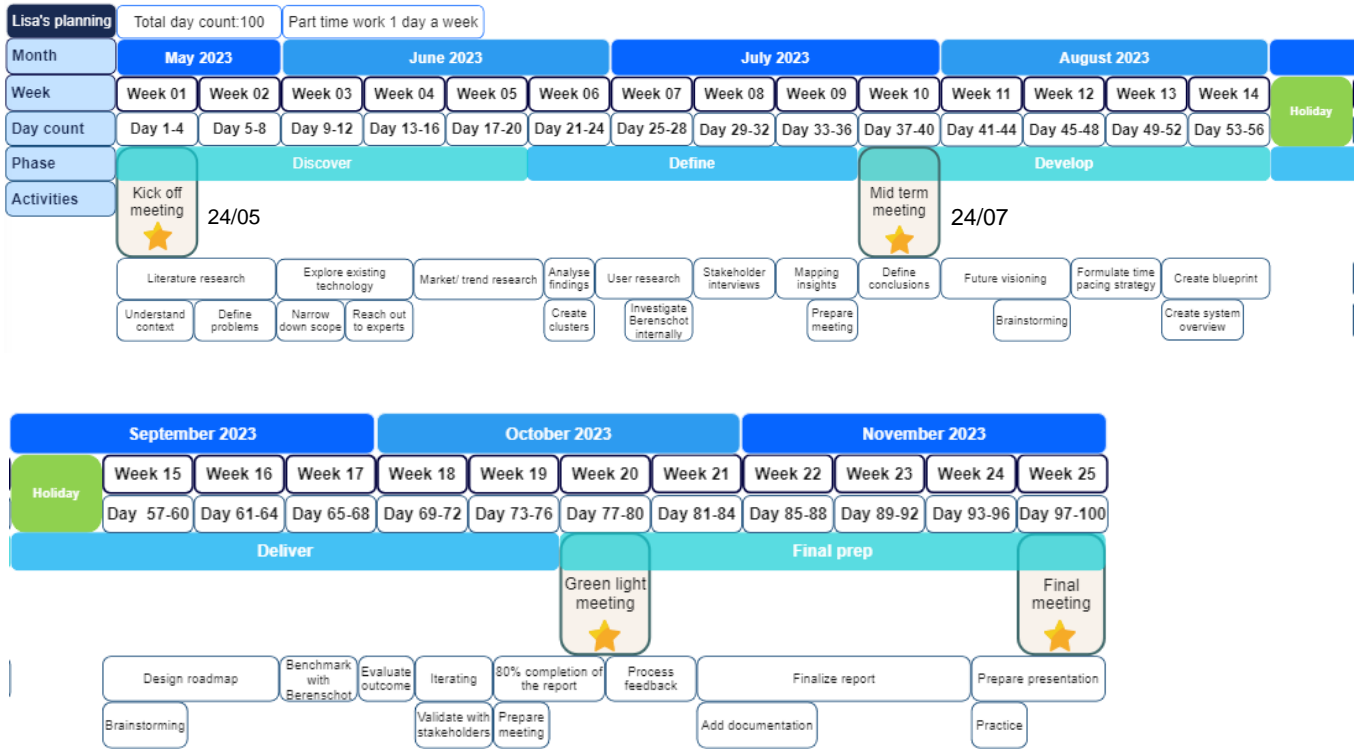 Lisa's planning
Total day count:100
Part time work 1 day a week
Month
May 2023
June 2023
July 2023
August 2023
Week
Week 01
Week 02
Week 03
Week 04
Week 05
Week 06
Week 07
Week 08
Week 09
Week 10
Week 11
Week 12
Week 13
Week 14
Holiday
Day count
Day 1-4
Day 5-8
Day 9-12
Day 13-16
Day 17-20
Day 21-24
Day 25-28
Day 29-32
Day 33-36
Day 37-40
Day 41-44
Day 45-48
Day 49-52
Day 53-56
Phase
Discover
Define
Develop
Activities
Kick off
meeting
24/05
Mid term
meeting
24/07
Literature research
Explore existing
technology
Market/ trend research
Analyse
findings
User research
Stakeholder
interviews
Mapping
insights
Define
conclusions
Future visioning
Formulate time
pacing strategy
Create blueprint
Understand
context
Define
problems
Narrow
down scope
Reach out
to experts
Create
clusters
Investigate
Berenschot
internally
Prepare
meeting
Brainstorming
Create system
overview
September 2023
October 2023
November 2023
Holiday
Week 15
Week 16
Week 17
Week 18
Week 19
Week 20
Week 21
Week 22
Week 23
Week 24
Week 25
Day 57-60
Day 61-64
Day 65-68
Day 69-72
Day 73-76
Day 77-80
Day 81-84
Day 85-88
Day 89-92
Day 93-96
Day 97-100
Deliver
Final prep
Green light
meeting
Final
meeting
Design roadmap
Benchmark
with
Berenschot
Evaluate
outcome
Iterating
80% completion of
the report
Process
feedback
Finalize report
Prepare presentation
Brainstorming
Validate with
stakeholders
Prepare
meeting
Add documentation
Practice